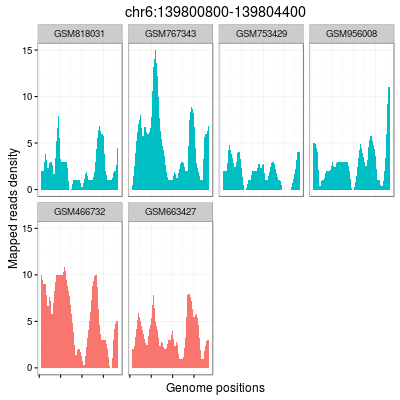 chr6:139800800-139804400
GSM818031 GSM767343 GSM753429 GSM956008
15
10
5
0
GSM466732 GSM663427
15
10
5
0
Mapped reads density
Genome positions